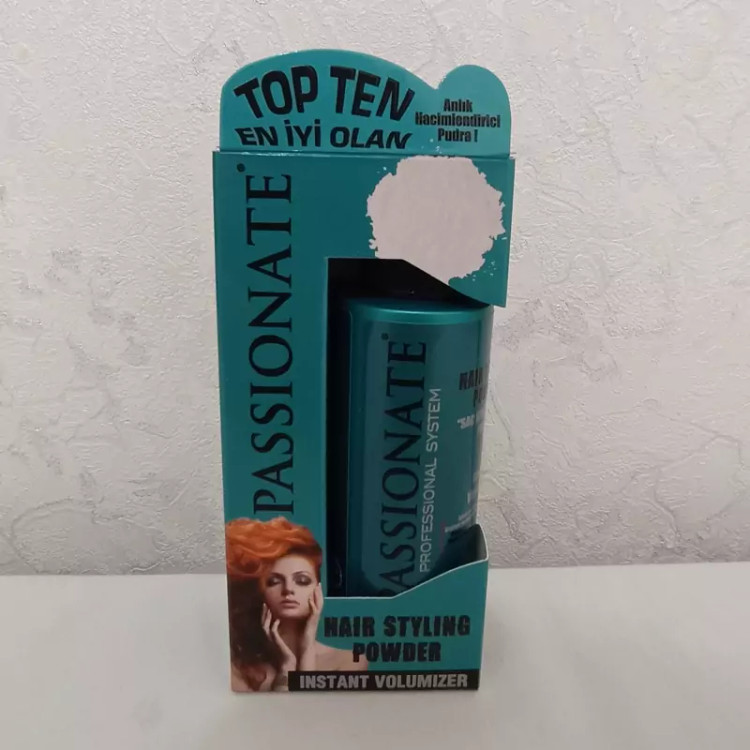 TOP TEN
EN İYİ OLAN
Anlık
Hacimlendirici
Pudra !
PASSIONATE
PASSIONATE
PROFESSIONAL SYSTEM
HAIR STYLING
POWDER
INSTANT VOLUMIZER